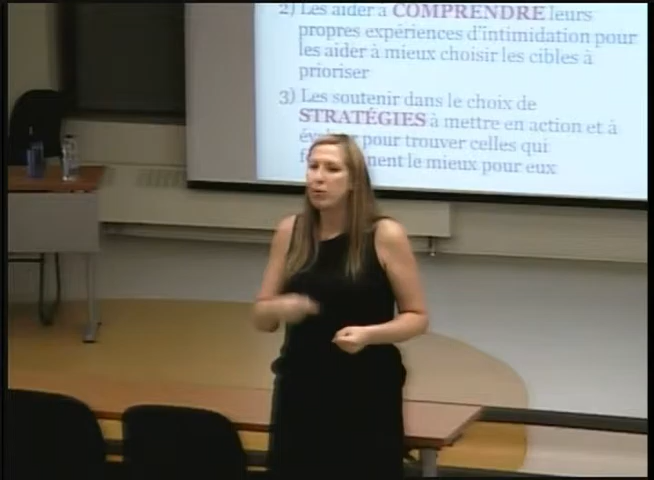 2) Les aider à COMPRENDRE leurs
propres expériences d'intimidation pour
les aider à mieux choisir les cibles à
prioriser
3) Les soutenir dans le choix de
STRATÉGIES à mettre en action et à
pour trouver celles qui
le mieux pour eux